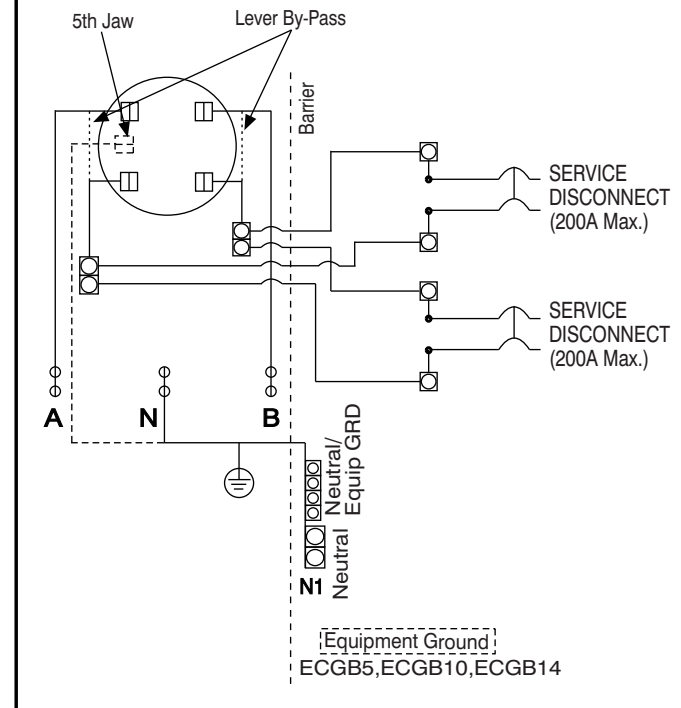 5th Jaw
Lever By-Pass
Barrier
SERVICE
DISCONNECT
(200A Max.)
SERVICE
DISCONNECT
(200A Max.)
A
N
B
Neutral/
Equip GRD
Neutral
N1
Equipment Ground
ECGB5,ECGB10,ECGB14